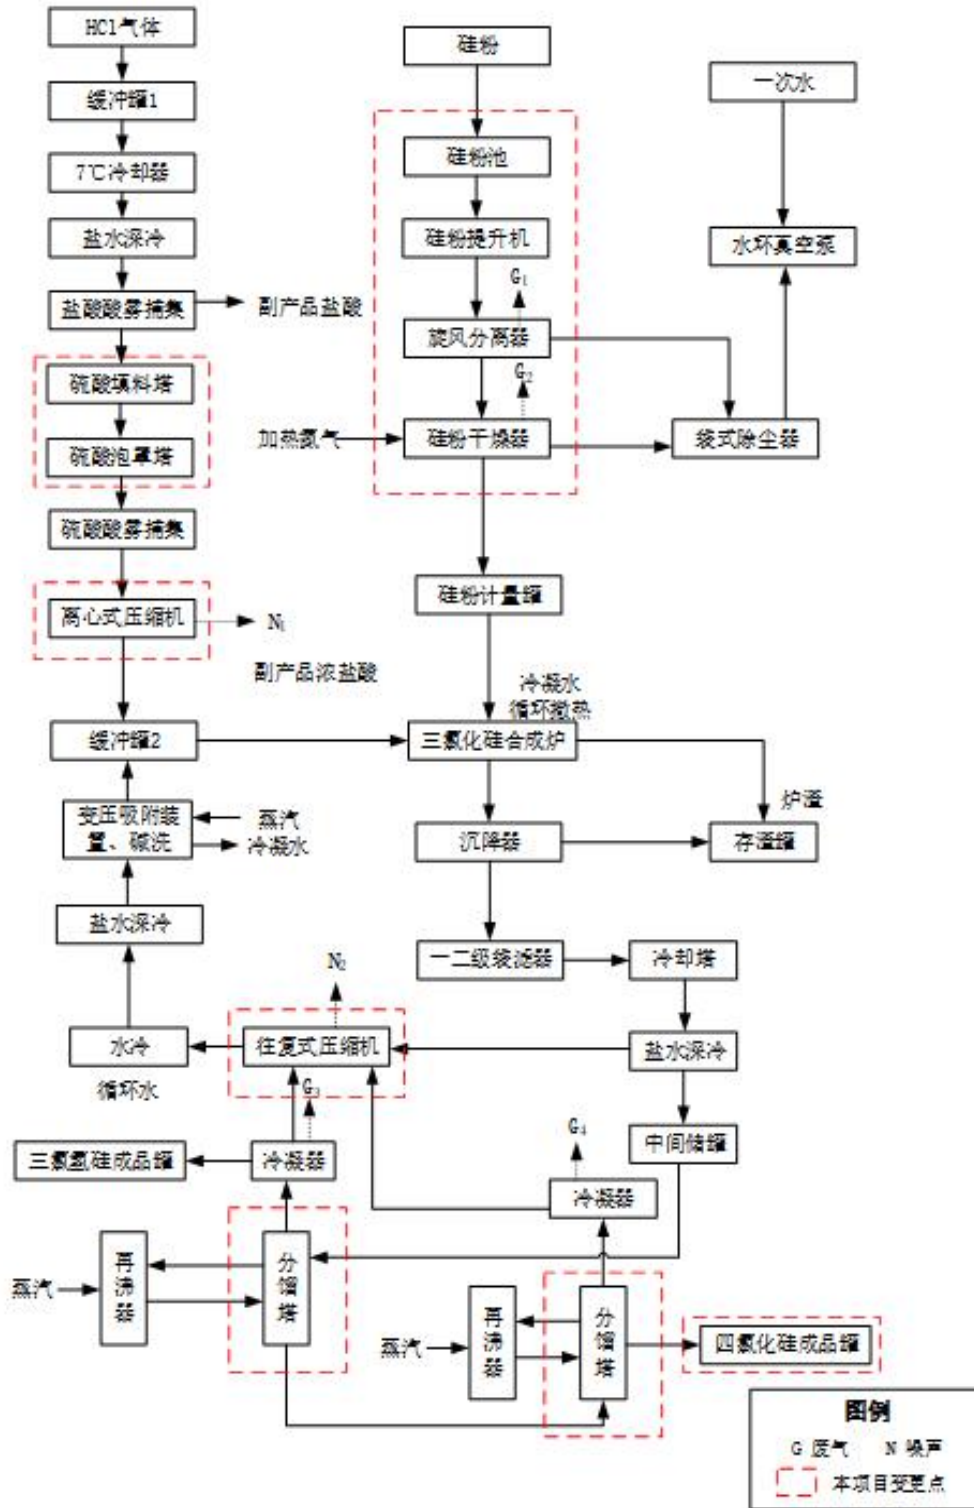 HCl气体
缓冲罐1
7℃冷却器
盐水深冷
盐酸酸雾捕集
副产品盐酸
硫酸填料塔
硫酸泡罩塔
硫酸酸雾捕集
离心式压缩机
N1
副产品浓盐酸
缓冲罐2
变压吸附装
置、碱洗
蒸汽
冷凝水
盐水深冷
水冷
循环水
硅粉
硅粉池
硅粉提升机
G1
旋风分离器
G2
加热氮气
硅粉干燥器
一次水
水环真空泵
袋式除尘器
硅粉计量罐
冷凝水
循环撤热
三氯化硅合成炉
炉渣
沉降器
存渣罐
一二级袋滤器
冷却塔
N2
往复式压缩机
盐水深冷
G3
中间储罐
三氯氢硅成品罐
冷凝器
G4
冷凝器
蒸汽
再沸器
分馏塔
蒸汽
再沸器
分馏塔
四氯化硅成品罐
图例
G 废气 N 噪声
本项目变更点